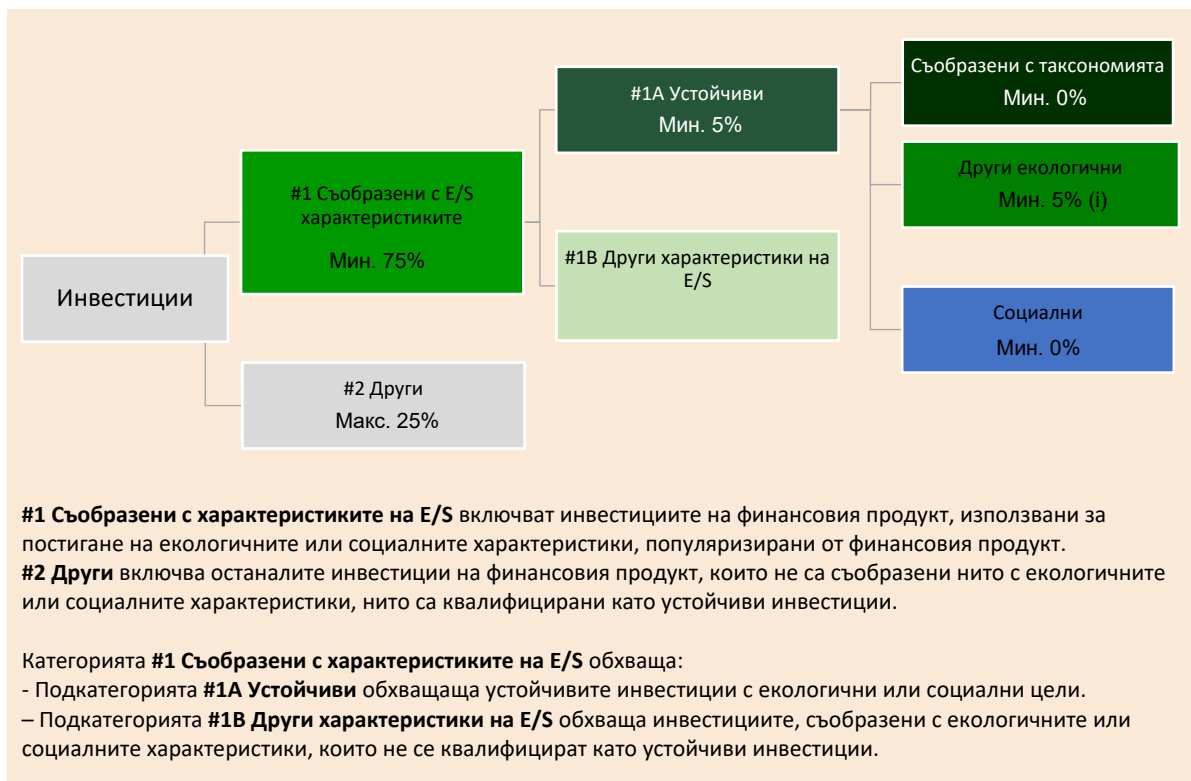 Инвестиции
#1 Съобразени с E/S
характеристиките
Мин. 75%
#2 Други
Макс. 25%
#1A Устойчиви
Мин. 5%
#1B Други характеристики на
E/S
Съобразени с таксономията
Мин. 0%
Други екологични
Мин. 5% (i)
Социални
Мин. 0%
#1 Съобразени с характеристиките на E/S включват инвестициите на финансовия продукт, използвани за
постигане на екологичните или социалните характеристики, популяризирани от финансовия продукт.
#2 Други включва останалите инвестиции на финансовия продукт, които не са съобразени нито с екологичните
или социалните характеристики, нито са квалифицирани като устойчиви инвестиции.
Категорията #1 Съобразени с характеристиките на E/S обхваща:
- Подкатегорията #1A Устойчиви обхващаща устойчивите инвестиции с екологични или социални цели.
– Подкатегорията #1B Други характеристики на E/S обхваща инвестициите, съобразени с екологичните или
социалните характеристики, които не се квалифицират като устойчиви инвестиции.